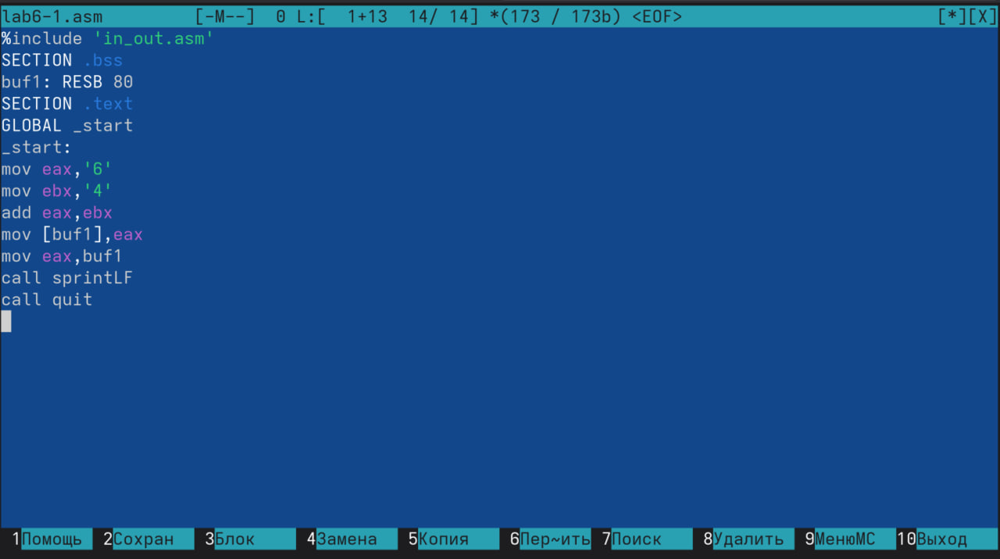 lab6-1.asm [-M--] 0 L:[ 1+13 14/ 14] *(173 / 173b) <EOF> [*][X]
%include 'in_out.asm'
SECTION .bss
buf1: RESB 80
SECTION .text
GLOBAL _start
_start:
mov eax,'6'
mov ebx,'4'
add eax,ebx
mov [buf1],eax
mov eax,buf1
call sprintLF
call quit
1Помощь 2Сохран 3Блок 4Замена 5Копия 6Пер~ить 7Поиск 8Удалить 9МенюMC 10Выход